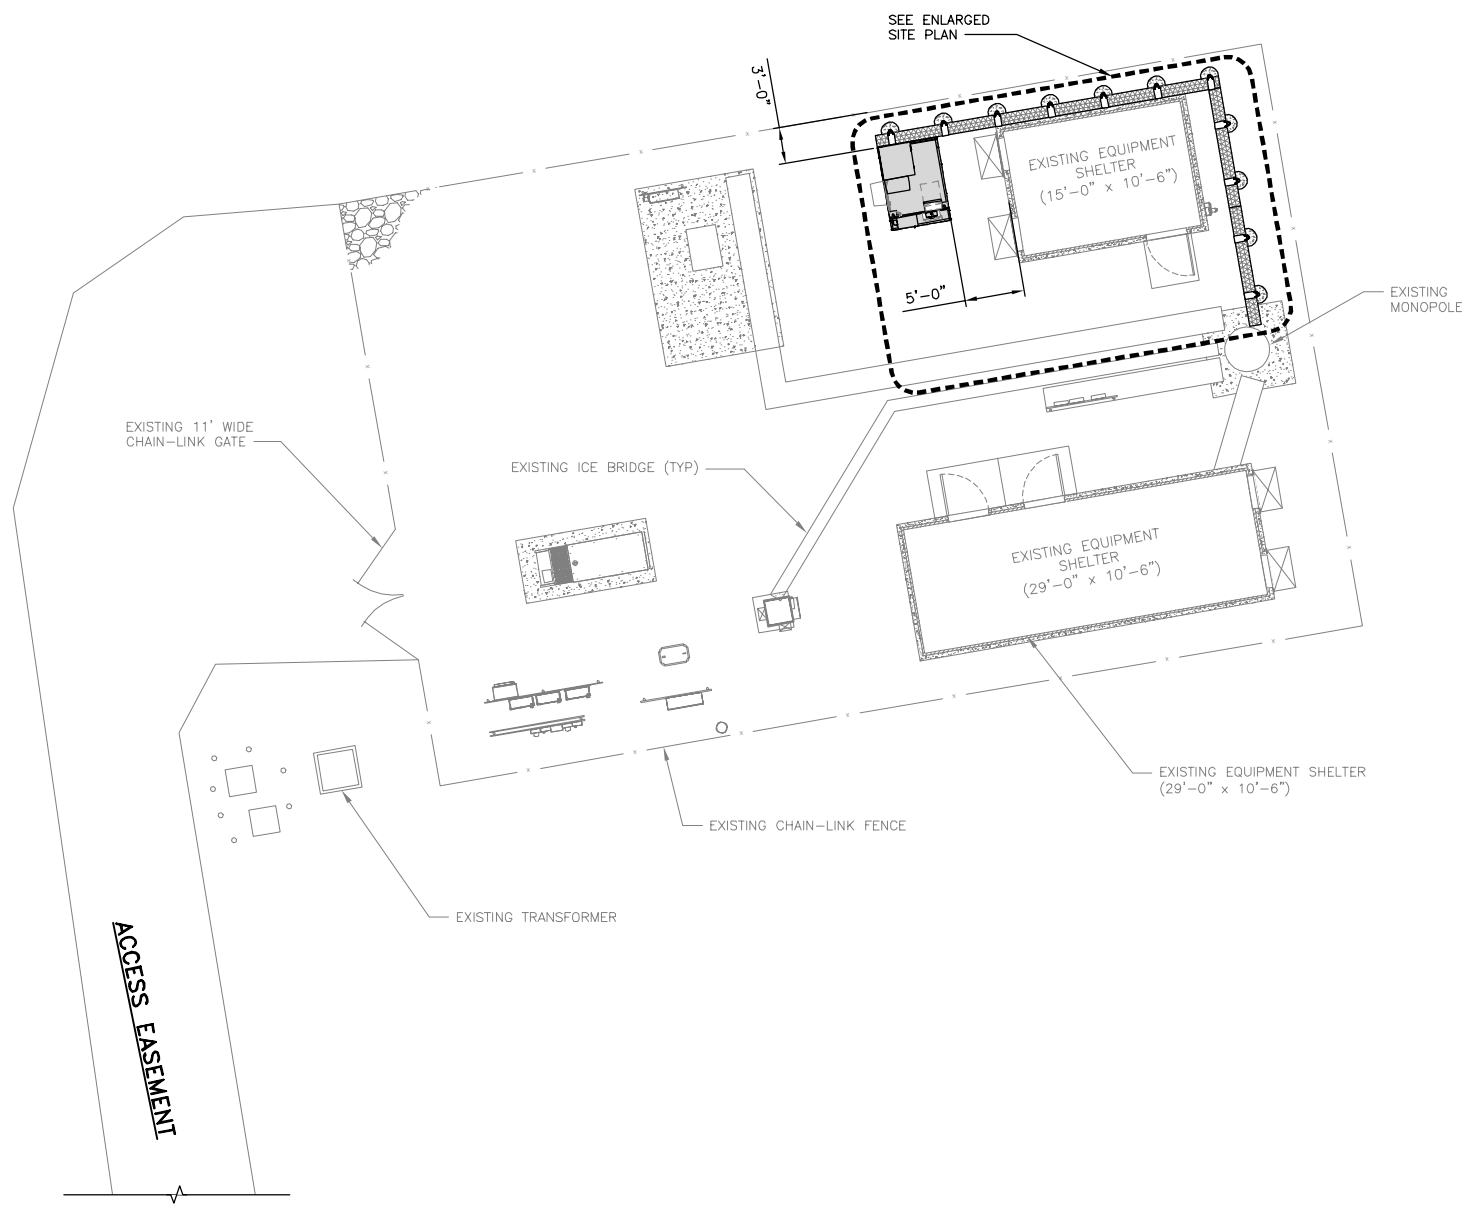 SEE ENLARGED
SITE PLAN
3'-0"
EXISTING EQUIPMENT
SHELTER
(15'-0" x 10'-6")
5'-0"
EXISTING
MONOPOLE
EXISTING 11' WIDE
CHAIN-LINK GATE
EXISTING ICE BRIDGE (TYP)
EXISTING EQUIPMENT
SHELTER
(29'-0" x 10'-6")
EXISTING EQUIPMENT SHELTER
(29'-0" x 10'-6")
EXISTING CHAIN-LINK FENCE
EXISTING TRANSFORMER
ACCESS EASEMENT